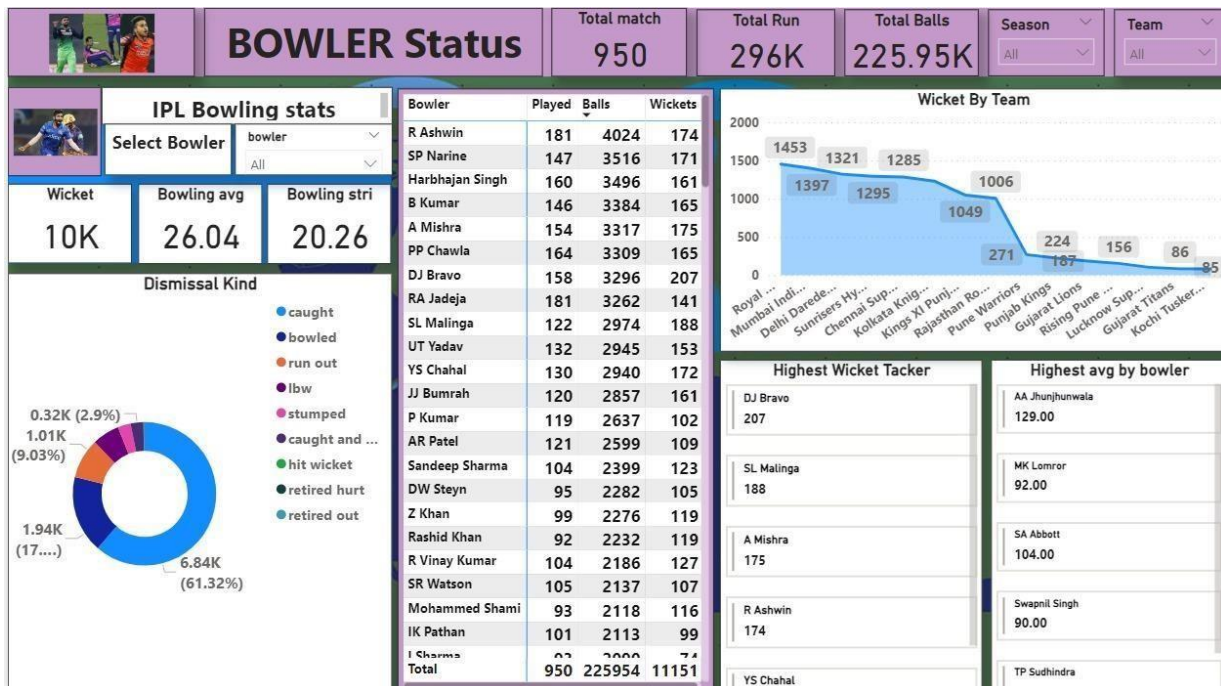 BOWLER Status
Total match
950
Total Run
296K
Total Balls
225.95K
Season
All
Team
All
IPL Bowling stats
Select Bowler
bowler
All
Wicket
10K
Bowling avg
26.04
Bowling stri
20.26
Dismissal Kind
caught
bowled
run out
lbw
stumped
caught and ...
hit wicket
retired hurt
retired out
0.32K (2.9%)
1.01K
(9.03%)
1.94K
(17....)
6.84K
(61.32%)
Bowler Played Balls Wickets
R Ashwin 181 4024 174
SP Narine 147 3516 171
Harbhajan Singh 160 3496 161
B Kumar 146 3384 165
A Mishra 154 3317 175
PP Chawla 164 3309 165
DJ Bravo 158 3296 207
RA Jadeja 181 3262 141
SL Malinga 122 2974 188
UT Yadav 132 2945 153
YS Chahal 130 2940 172
JJ Bumrah 120 2857 161
P Kumar 119 2637 102
AR Patel 121 2599 109
Sandeep Sharma 104 2399 123
DW Steyn 95 2282 105
Z Khan 99 2276 119
Rashid Khan 92 2232 119
R Vinay Kumar 104 2186 127
SR Watson 105 2137 107
Mohammed Shami 93 2118 116
IK Pathan 101 2113 99
I Sharma
Total 950 225954 11151
Wicket By Team
2000
1500
1000
500
0
1453
1397
1321
1295
1285
1049
1006
271
224
187
156
86
85
Royal ...
Mumbai Indi...
Delhi Darede...
Sunrisers Hy...
Chennai Sup...
Kolkata Knig...
Kings XI Punj...
Rajasthan Ro...
Pune Warriors
Punjab Kings
Gujarat Lions
Rising Pune ...
Lucknow Sup...
Gujarat Titans
Kochi Tusker...
Highest Wicket Tacker
DJ Bravo
207
SL Malinga
188
A Mishra
175
R Ashwin
174
YS Chahal
Highest avg by bowler
AA Jhunjhunwala
129.00
MK Lomror
92.00
SA Abbott
104.00
Swapnil Singh
90.00
TP Sudhindra